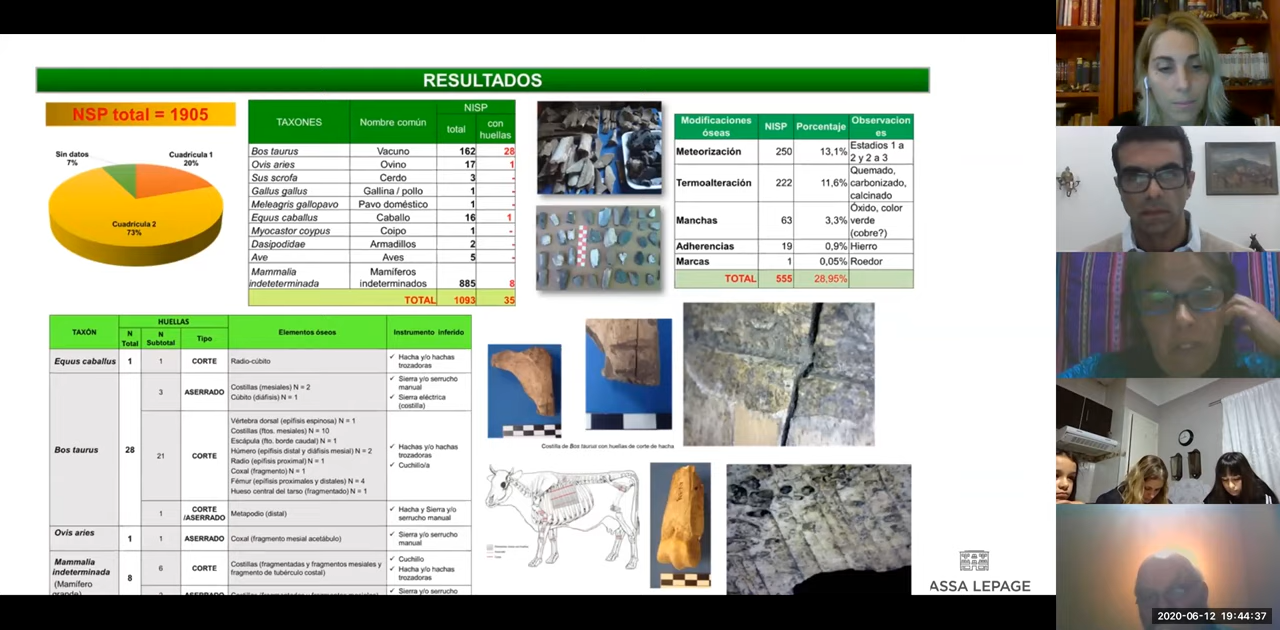 RESULTADOS
NSP total = 1905
Sin datos
7%
Cuadrícula 1
20%
Cuadrícula 2
73%
TAXONES Nombre común NISP
total con huellas
Bos taurus Vacuno 162 28
Ovis aries Ovino 17 1
Sus scrofa Cerdo 3 -
Gallus gallus Gallina / pollo 1 -
Meleagris gallopavo Pavo doméstico 1 -
Equus caballus Caballo 16 1
Myocastor coypus Coipo 1 -
Dasipodidae Armadillos 2 -
Ave Aves 5 -
Mammalia indeteterminada Mamíferos indeterminados 885 8
TOTAL 1093 35
Modificaciones óseas NISP Porcentaje Observaciones
Meteorización 250 13,1% Estadios 1 a 2 y 2 a 3
Termoalteración 222 11,6% Quemado, carbonizado, calcinado
Manchas 63 3,3% Óxido, color verde (cobre?)
Adherencias 19 0,9% Hierro
Marcas 1 0,05% Roedor
TOTAL 555 28,95%
TAXÓN HUELLAS Elementos óseos Instrumento inferido
N Total N Subtotal Tipo
Equus caballus 1 1 CORTE Radio-cúbito ✓ Hacha y/o hachas trozadoras
Bos taurus 28
3 ASERRADO Costillas (mesiales) N = 2
Cúbito (diáfisis) N = 1
✓ Sierra y/o serrucho manual
✓ Sierra eléctrica (costilla)
21 CORTE
Vértebra dorsal (epífisis espinosa) N = 1
Costillas (ftos. mesiales) N = 10
Escápula (fto. borde caudal) N = 1
Húmero (epífisis distal y diáfisis mesial) N = 2
Radio (epífisis proximal) N = 1
Coxal (fragmento) N = 1
Fémur (epífisis proximales y distales) N = 4
Hueso central del tarso (fragmentado) N = 1
✓ Hachas y/o hachas trozadoras
✓ Cuchillo/a
1 CORTE /ASERRADO Metapodio (distal) ✓ Hacha y Sierra y/o serrucho manual
Ovis aries 1 1 ASERRADO Coxal (fragmento mesial acetábulo) ✓ Sierra y/o serrucho manual
Mammalia indeterminada (Mamífero grande) 8
6 CORTE Costillas (fragmentadas y fragmentos mesiales y fragmento de tubérculo costal)
✓ Cuchillo
✓ Hacha y/o hachas trozadoras
✓ Sierra y/o serrucho
Costilla de Bos taurus con huellas de corte de hacha
ASSA LEPAGE
2020-06-12 19:44:37